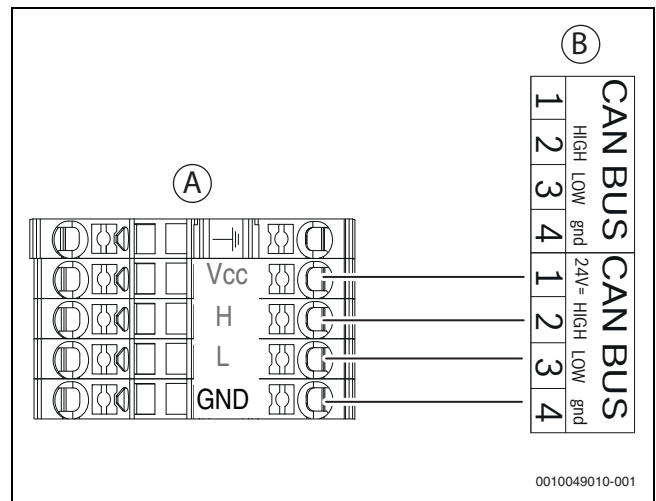 B
CAN BUS
1
2 HIGH
3 LOW
4 gnd
A
CAN BUS
1 24V=
2 HIGH
3 LOW
4 gnd
Vcc
H
L
GND
0010049010-001